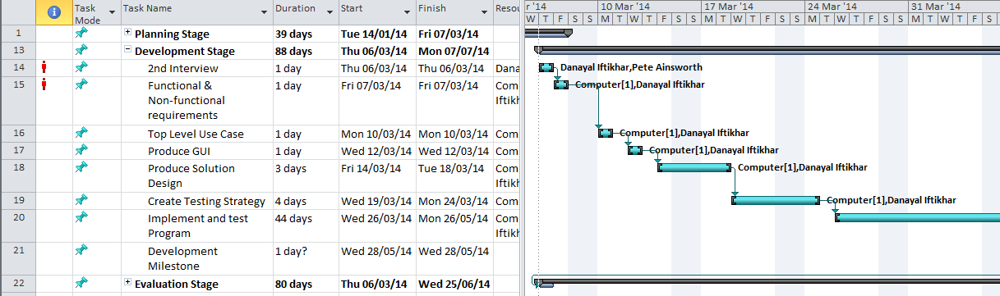 Task Mode Task Name Duration Start Finish Resou
r '14 10 Mar '14 17 Mar '14 24 Mar '14 31 Mar '14
W T F S S M T W T F S S M T W T F S S M T W T F S S M T W T F S
1 Planning Stage 39 days Tue 14/01/14 Fri 07/03/14
13 Development Stage 88 days Thu 06/03/14 Mon 07/07/14
14 2nd Interview 1 day Thu 06/03/14 Thu 06/03/14 Dana Danayal Iftikhar,Pete Ainsworth
15 Functional & 1 day Fri 07/03/14 Fri 07/03/14 Com Computer[1],Danayal Iftikhar
Non-functional Iftikh
requirements
16 Top Level Use Case 1 day Mon 10/03/14 Mon 10/03/14 Com Computer[1],Danayal Iftikhar
17 Produce GUI 1 day Wed 12/03/14 Wed 12/03/14 Com Computer[1],Danayal Iftikhar
18 Produce Solution 3 days Fri 14/03/14 Tue 18/03/14 Com Computer[1],Danayal Iftikhar
Design Iftikh
19 Create Testing Strategy 4 days Wed 19/03/14 Mon 24/03/14 Com Computer[1],Danayal Iftikhar
20 Implement and test 44 days Wed 26/03/14 Mon 26/05/14 Com
Program Iftikh
21 Development 1 day? Wed 28/05/14 Wed 28/05/14
Milestone
22 Evaluation Stage 80 days Thu 06/03/14 Wed 25/06/14